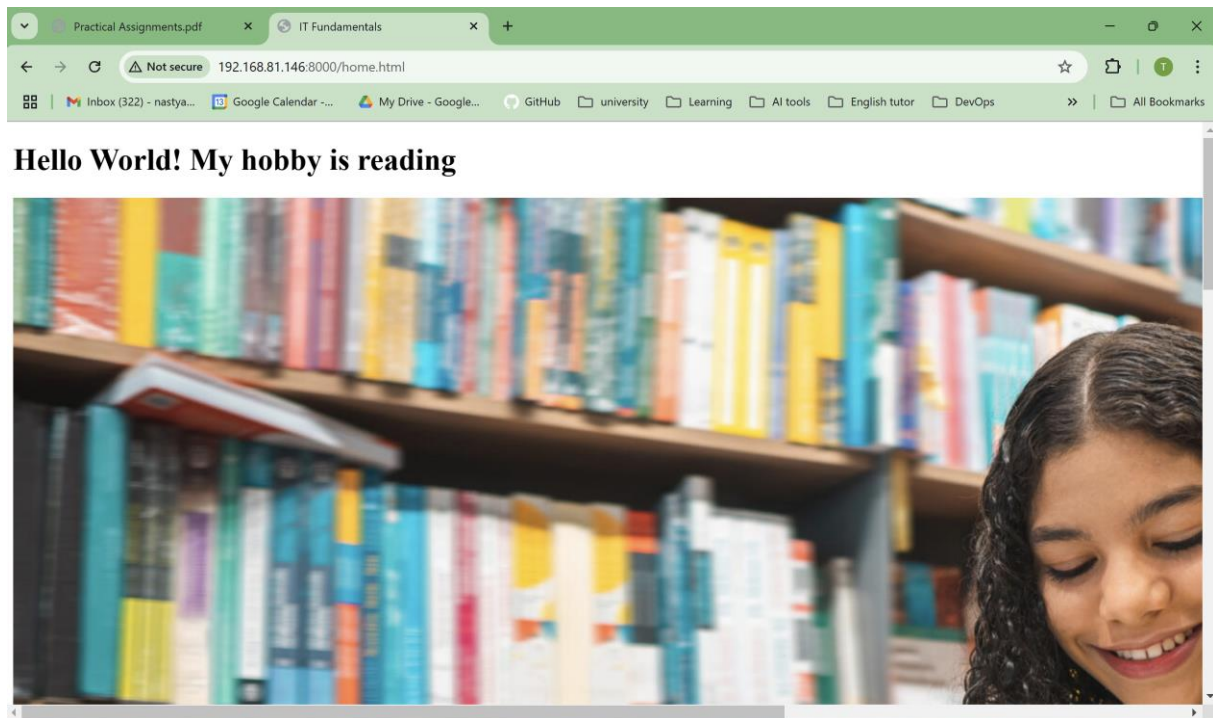 Practical Assignments.pdf
IT Fundamentals
Not secure
192.168.81.146:8000/home.html
T
Inbox (322) - nastya...
13
Google Calendar -...
My Drive - Google...
GitHub
university
Learning
AI tools
English tutor
DevOps
All Bookmarks
Hello World! My hobby is reading